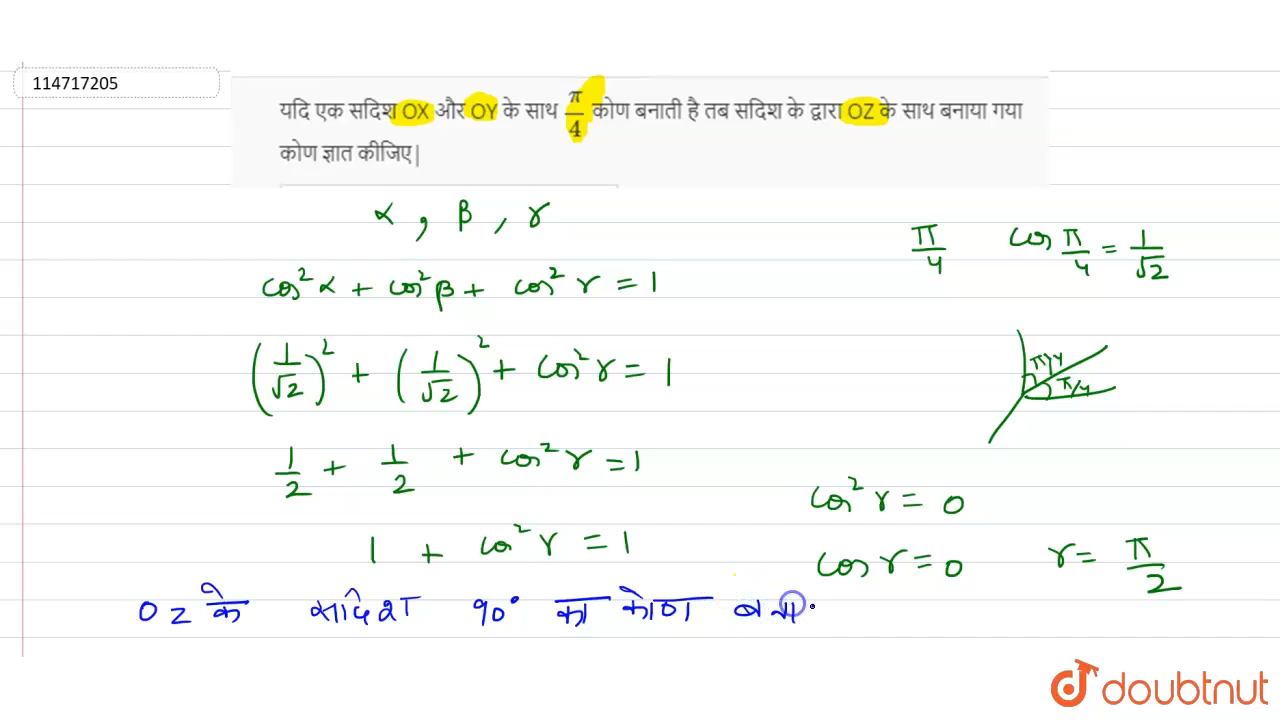 114717205
यदि एक सदिश OX और OY के साथ π/4 कोण बनाती है तब सदिश के द्वारा OZ के साथ बनाया गया
कोण ज्ञात कीजिए|
α , β , γ
π/4 cos π/4 = 1/√2
cos²α + cos²β + cos²γ = 1
(1/√2)² + (1/√2)² + cos²γ = 1
π/4
π/4
1/2 + 1/2 + cos²γ = 1
cos²γ = 0
1 + cos²γ = 1
cosγ = 0 γ = π/2
OZ के सदिश 90° का कोण बना
doubtnut